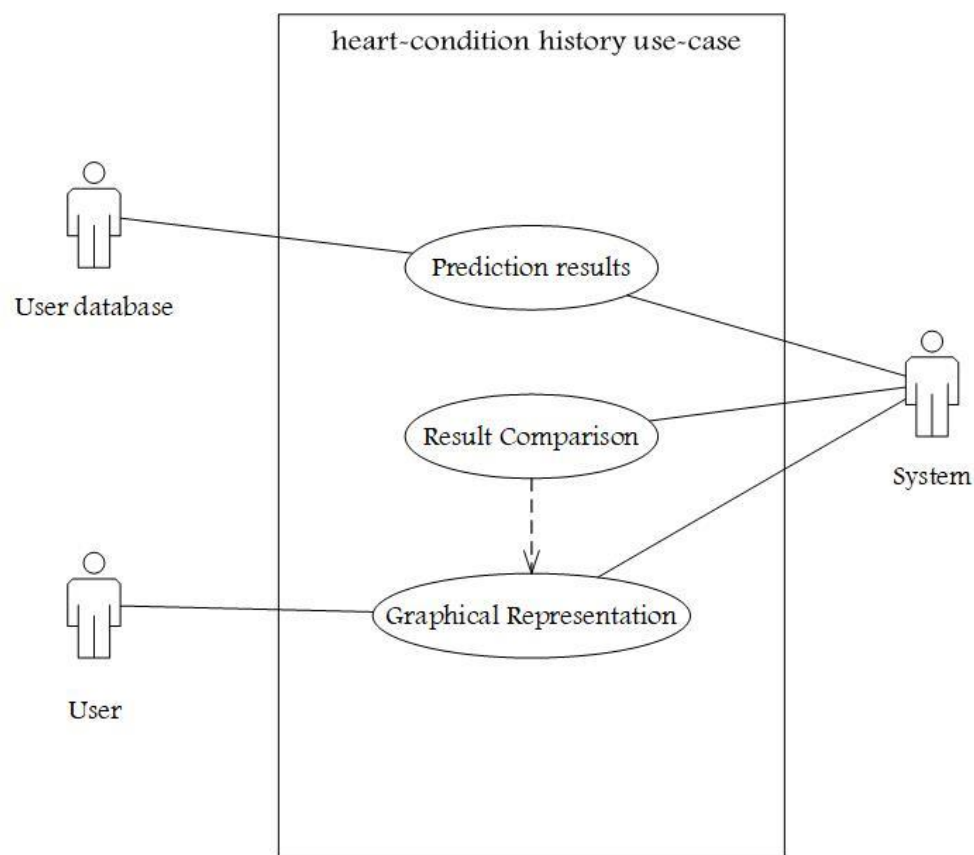 heart-condition history use-case
Prediction results
User database
Result Comparison
System
Graphical Representation
User